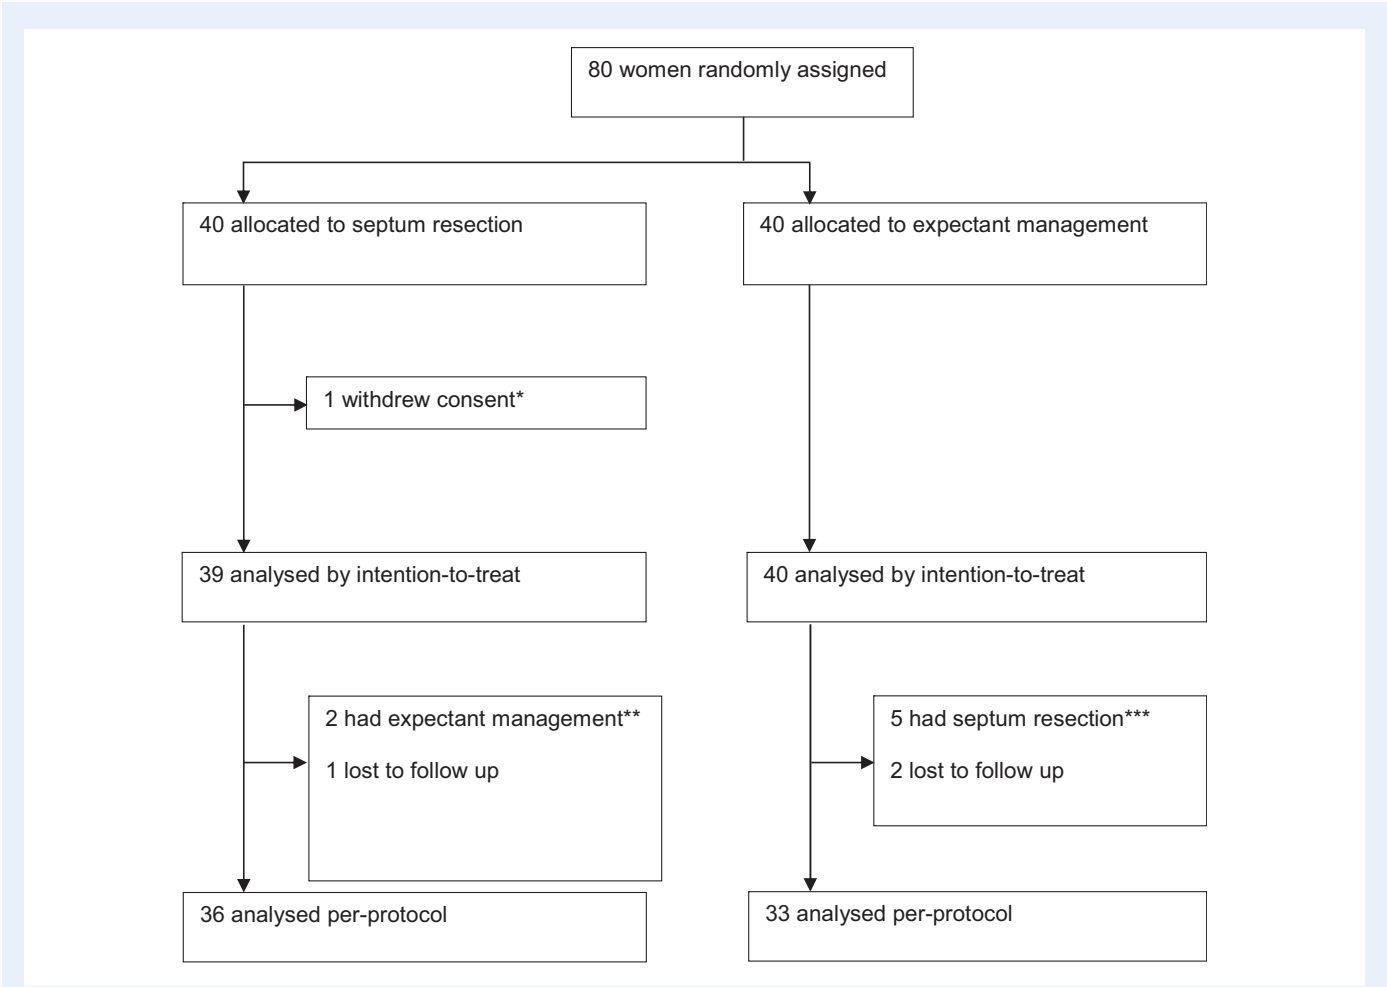 80 women randomly assigned
40 allocated to septum resection
40 allocated to expectant management
1 withdrew consent*
39 analysed by intention-to-treat
40 analysed by intention-to-treat
2 had expectant management**
1 lost to follow up
5 had septum resection***
2 lost to follow up
36 analysed per-protocol
33 analysed per-protocol